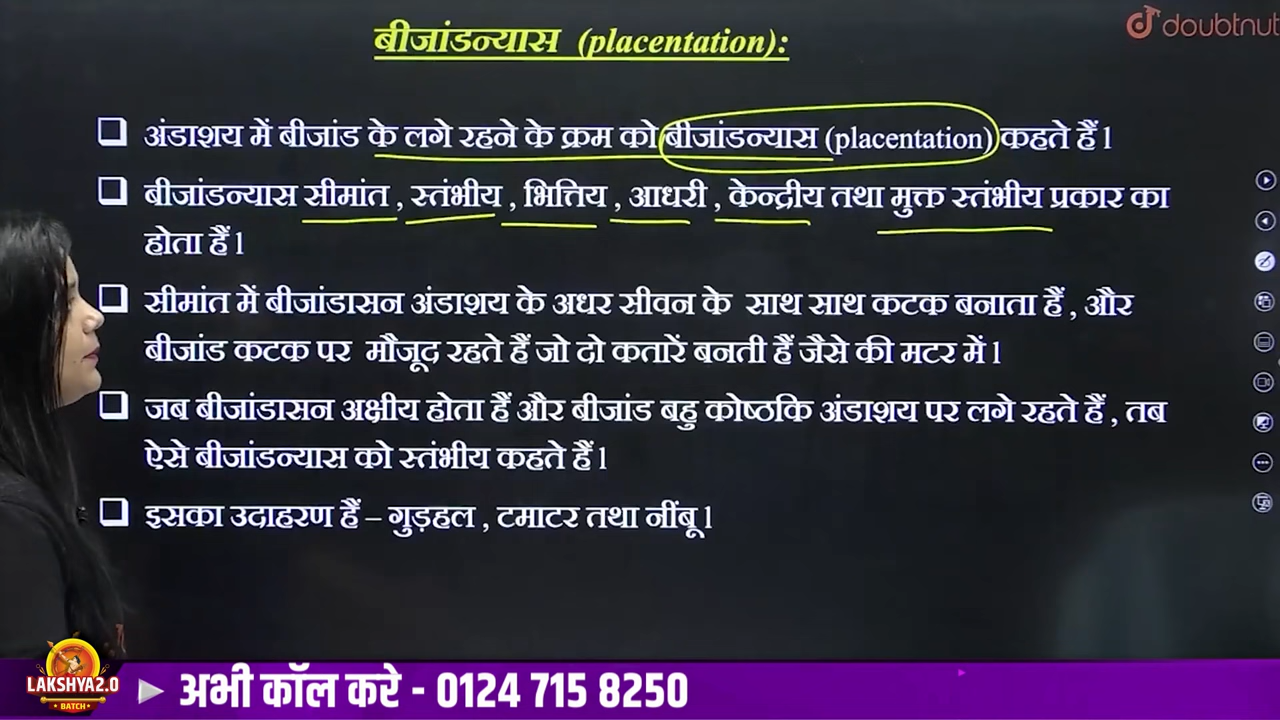 बीजांडन्यास (placentation):
doubtnut
अंडाशय में बीजांड के लगे रहने के क्रम को बीजांडन्यास (placentation) कहते हैं l
बीजांडन्यास सीमांत , स्तंभीय , भित्तिय , आधरी , केन्द्रीय तथा मुक्त स्तंभीय प्रकार का
होता हैं l
सीमांत में बीजांडासन अंडाशय के अधर सीवन के साथ साथ कटक बनाता हैं , और
बीजांड कटक पर मौजूद रहते हैं जो दो कतारें बनती हैं जैसे की मटर में l
जब बीजांडासन अक्षीय होता हैं और बीजांड बहु कोष्ठकि अंडाशय पर लगे रहते हैं , तब
ऐसे बीजांडन्यास को स्तंभीय कहते हैं l
इसका उदाहरण हैं – गुड़हल , टमाटर तथा नींबू l
LAKSHYA2.0
BATCH
अभी कॉल करे - 0124 715 8250